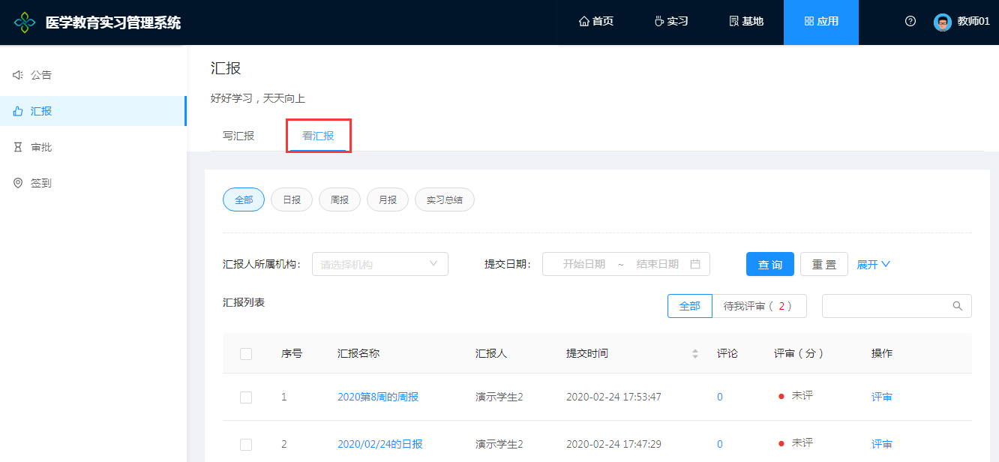 医学教育实习管理系统 首页 实习 基地 应用 教师01
公告
汇报
审批
签到
汇报
好好学习，天天向上
写汇报 看汇报
全部 日报 周报 月报 实习总结
汇报人所属机构： 请选择机构 提交日期： 开始日期 ~ 结束日期 查 询 重 置 展开
汇报列表 全部 待我评审（ 2 ）
序号 汇报名称 汇报人 提交时间 评论 评审（分） 操作
1 2020第8周的周报 演示学生2 2020-02-24 17:53:47 0 未评 评审
2 2020/02/24的日报 演示学生2 2020-02-24 17:47:29 0 未评 评审